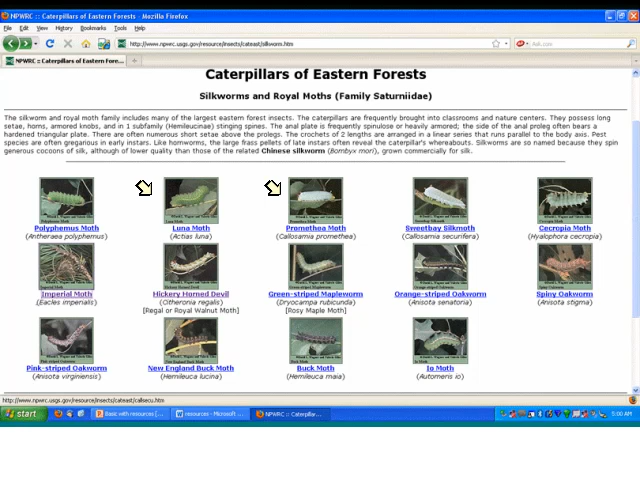 NPWRC :: Caterpillars of Eastern Forests - Mozilla Firefox
File Edit View History Bookmarks Tools Help
http://www.npwrc.usgs.gov/resource/insects/cateast/silkworm.htm
Ask.com
NPWRC :: Caterpillars of Eastern Fore...
Caterpillars of Eastern Forests
Silkworms and Royal Moths (Family Saturniidae)
The silkworm and royal moth family includes many of the largest eastern forest insects. The caterpillars are frequently brought into classrooms and nature centers. They possess long
setae, horns, armored knobs, and in 1 subfamily (Hemileucinae) stinging spines. The anal plate is frequently spinulose or heavily armored; the side of the anal proleg often bears a
hardened triangular plate. There are often numerous short setae above the prolegs. The crochets of 2 lengths are arranged in a linear series that runs parallel to the body axis. Pest
species are often gregarious in early instars. Like hornworms, the large frass pellets of late instars often reveal the caterpillar's whereabouts. Silkworms are so named because they spin
generous cocoons of silk, although of lower quality than those of the related Chinese silkworm (Bombyx mori), grown commercially for silk.
Polyphemus Moth Luna Moth Promethea Moth Sweetbay Silkmoth Cecropia Moth
(Antheraea polyphemus) (Actias luna) (Callosamia promethea) (Callosamia securifera) (Hyalophora cecropia)
Imperial Moth Hickory Horned Devil Green-striped Mapleworm Orange-striped Oakworm Spiny Oakworm
(Eacles imperialis) (Citheronia regalis) (Dryocampa rubicunda) (Anisota senatoria) (Anisota stigma)
[Regal or Royal Walnut Moth] [Rosy Maple Moth]
Pink-striped Oakworm New England Buck Moth Buck Moth Io Moth
(Anisota virginiensis) (Hemileuca lucina) (Hemileuca maia) (Automeris io)
http://www.npwrc.usgs.gov/resource/insects/cateast/callsecu.htm
start Basic with resources [... resources - Microsoft ... NPWRC :: Caterpillar... 5:00 AM